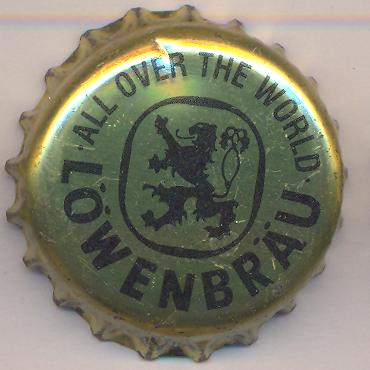 · ALL OVER THE WORLD ·
LÖWENBRÄU